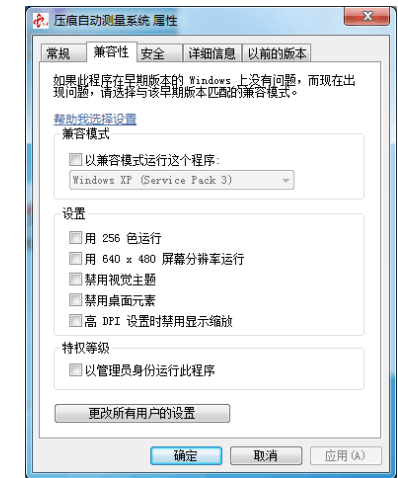 压痕自动测量系统 属性
常规 兼容性 安全 详细信息 以前的版本
如果此程序在早期版本的 Windows 上没有问题，而现在出
现问题，请选择与该早期版本匹配的兼容模式。
帮助我选择设置
兼容模式
以兼容模式运行这个程序:
Windows XP (Service Pack 3)
设置
用 256 色运行
用 640 x 480 屏幕分辨率运行
禁用视觉主题
禁用桌面元素
高 DPI 设置时禁用显示缩放
特权等级
以管理员身份运行此程序
更改所有用户的设置
确定 取消 应用(A)